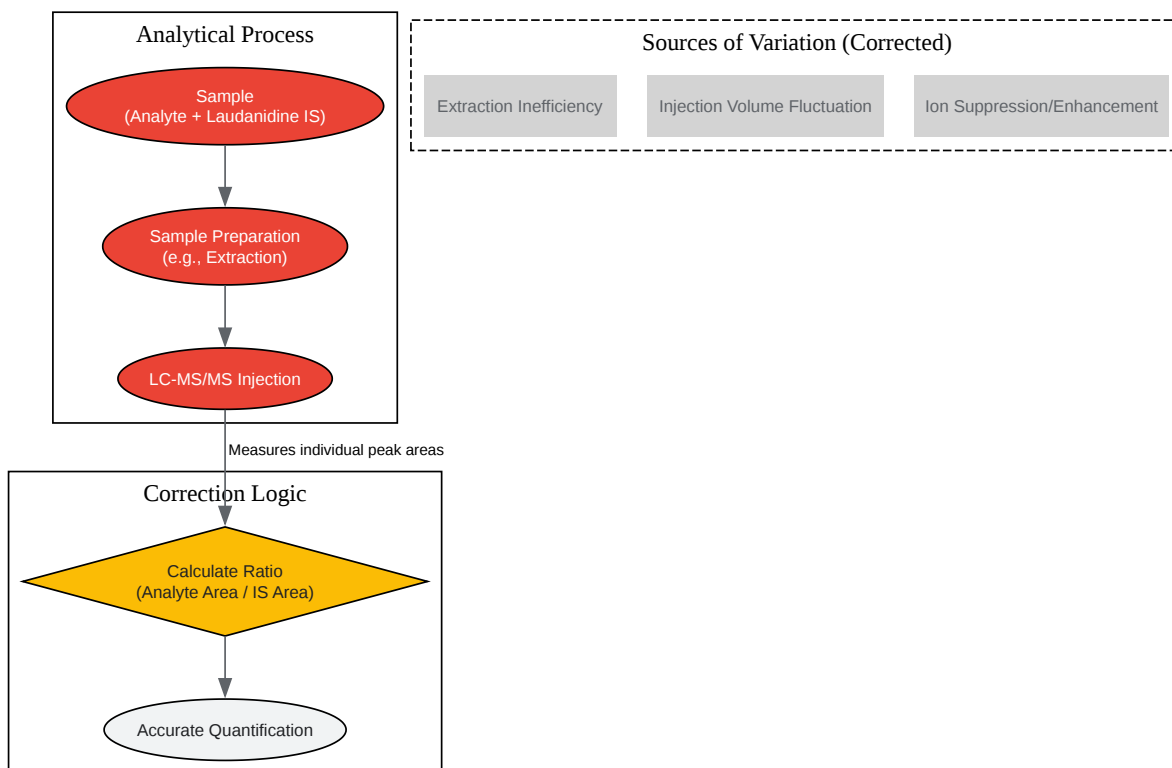 Analytical Process
Sample
(Analyte + Laudanidine IS)
Sample Preparation
(e.g., Extraction)
LC-MS/MS Injection
Measures individual peak areas
Correction Logic
Calculate Ratio
(Analyte Area / IS Area)
Accurate Quantification
Sources of Variation (Corrected)
Extraction Inefficiency
Injection Volume Fluctuation
Ion Suppression/Enhancement